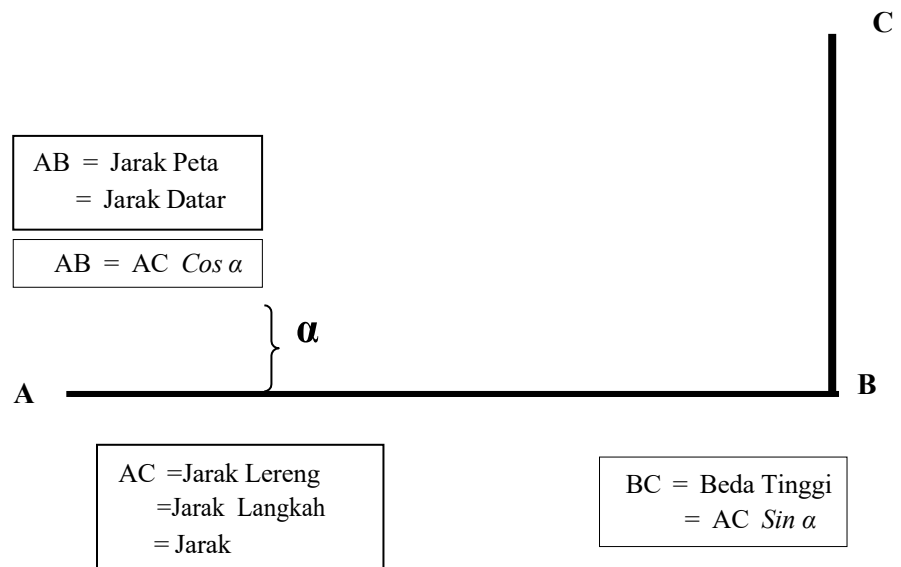 C
AB = Jarak Peta
= Jarak Datar
AB = AC Cos α
α
A
B
AC =Jarak Lereng
=Jarak Langkah
= Jarak
BC = Beda Tinggi
= AC Sin α